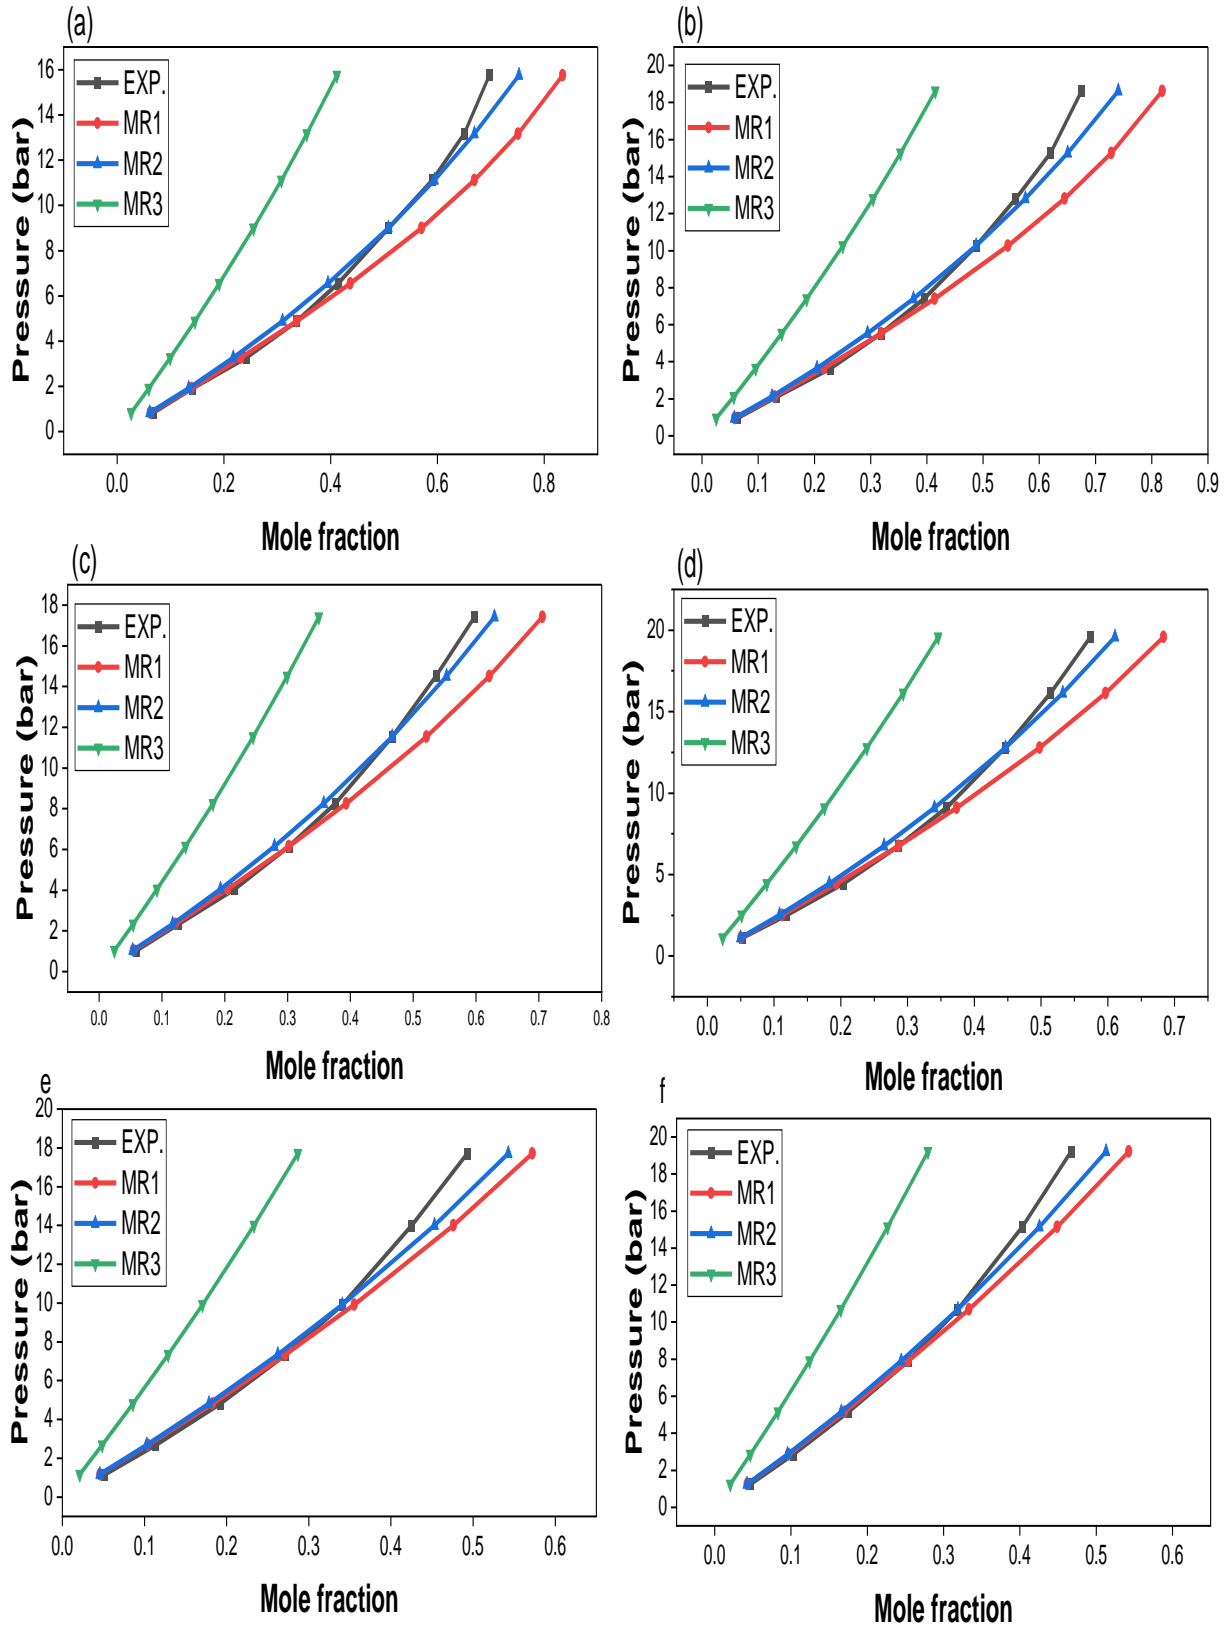 (a)
EXP.
MR1
MR2
MR3
Pressure (bar)
16
14
12
10
8
6
4
2
0
0.0 0.2 0.4 0.6 0.8
Mole fraction
(b)
EXP.
MR1
MR2
MR3
Pressure (bar)
20
18
16
14
12
10
8
6
4
2
0
0.0 0.1 0.2 0.3 0.4 0.5 0.6 0.7 0.8 0.9
Mole fraction
(c)
EXP.
MR1
MR2
MR3
Pressure (bar)
18
16
14
12
10
8
6
4
2
0
0.0 0.1 0.2 0.3 0.4 0.5 0.6 0.7 0.8
Mole fraction
(d)
EXP.
MR1
MR2
MR3
Pressure (bar)
20
15
10
5
0
0.0 0.1 0.2 0.3 0.4 0.5 0.6 0.7
Mole fraction
e
EXP.
MR1
MR2
MR3
Pressure (bar)
20
18
16
14
12
10
8
6
4
2
0
0.0 0.1 0.2 0.3 0.4 0.5 0.6
Mole fraction
f
EXP.
MR1
MR2
MR3
Pressure (bar)
20
18
16
14
12
10
8
6
4
2
0
0.0 0.1 0.2 0.3 0.4 0.5 0.6
Mole fraction